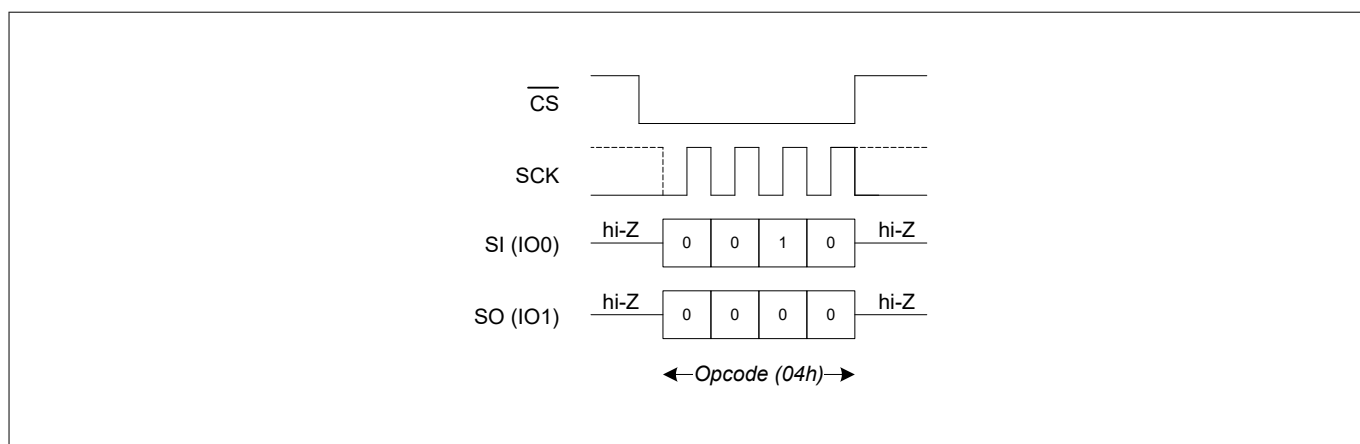 CS
SCK
hi-Z 0 0 1 0 hi-Z
SI (IO0)
hi-Z 0 0 0 0 hi-Z
SO (IO1)
Opcode (04h)